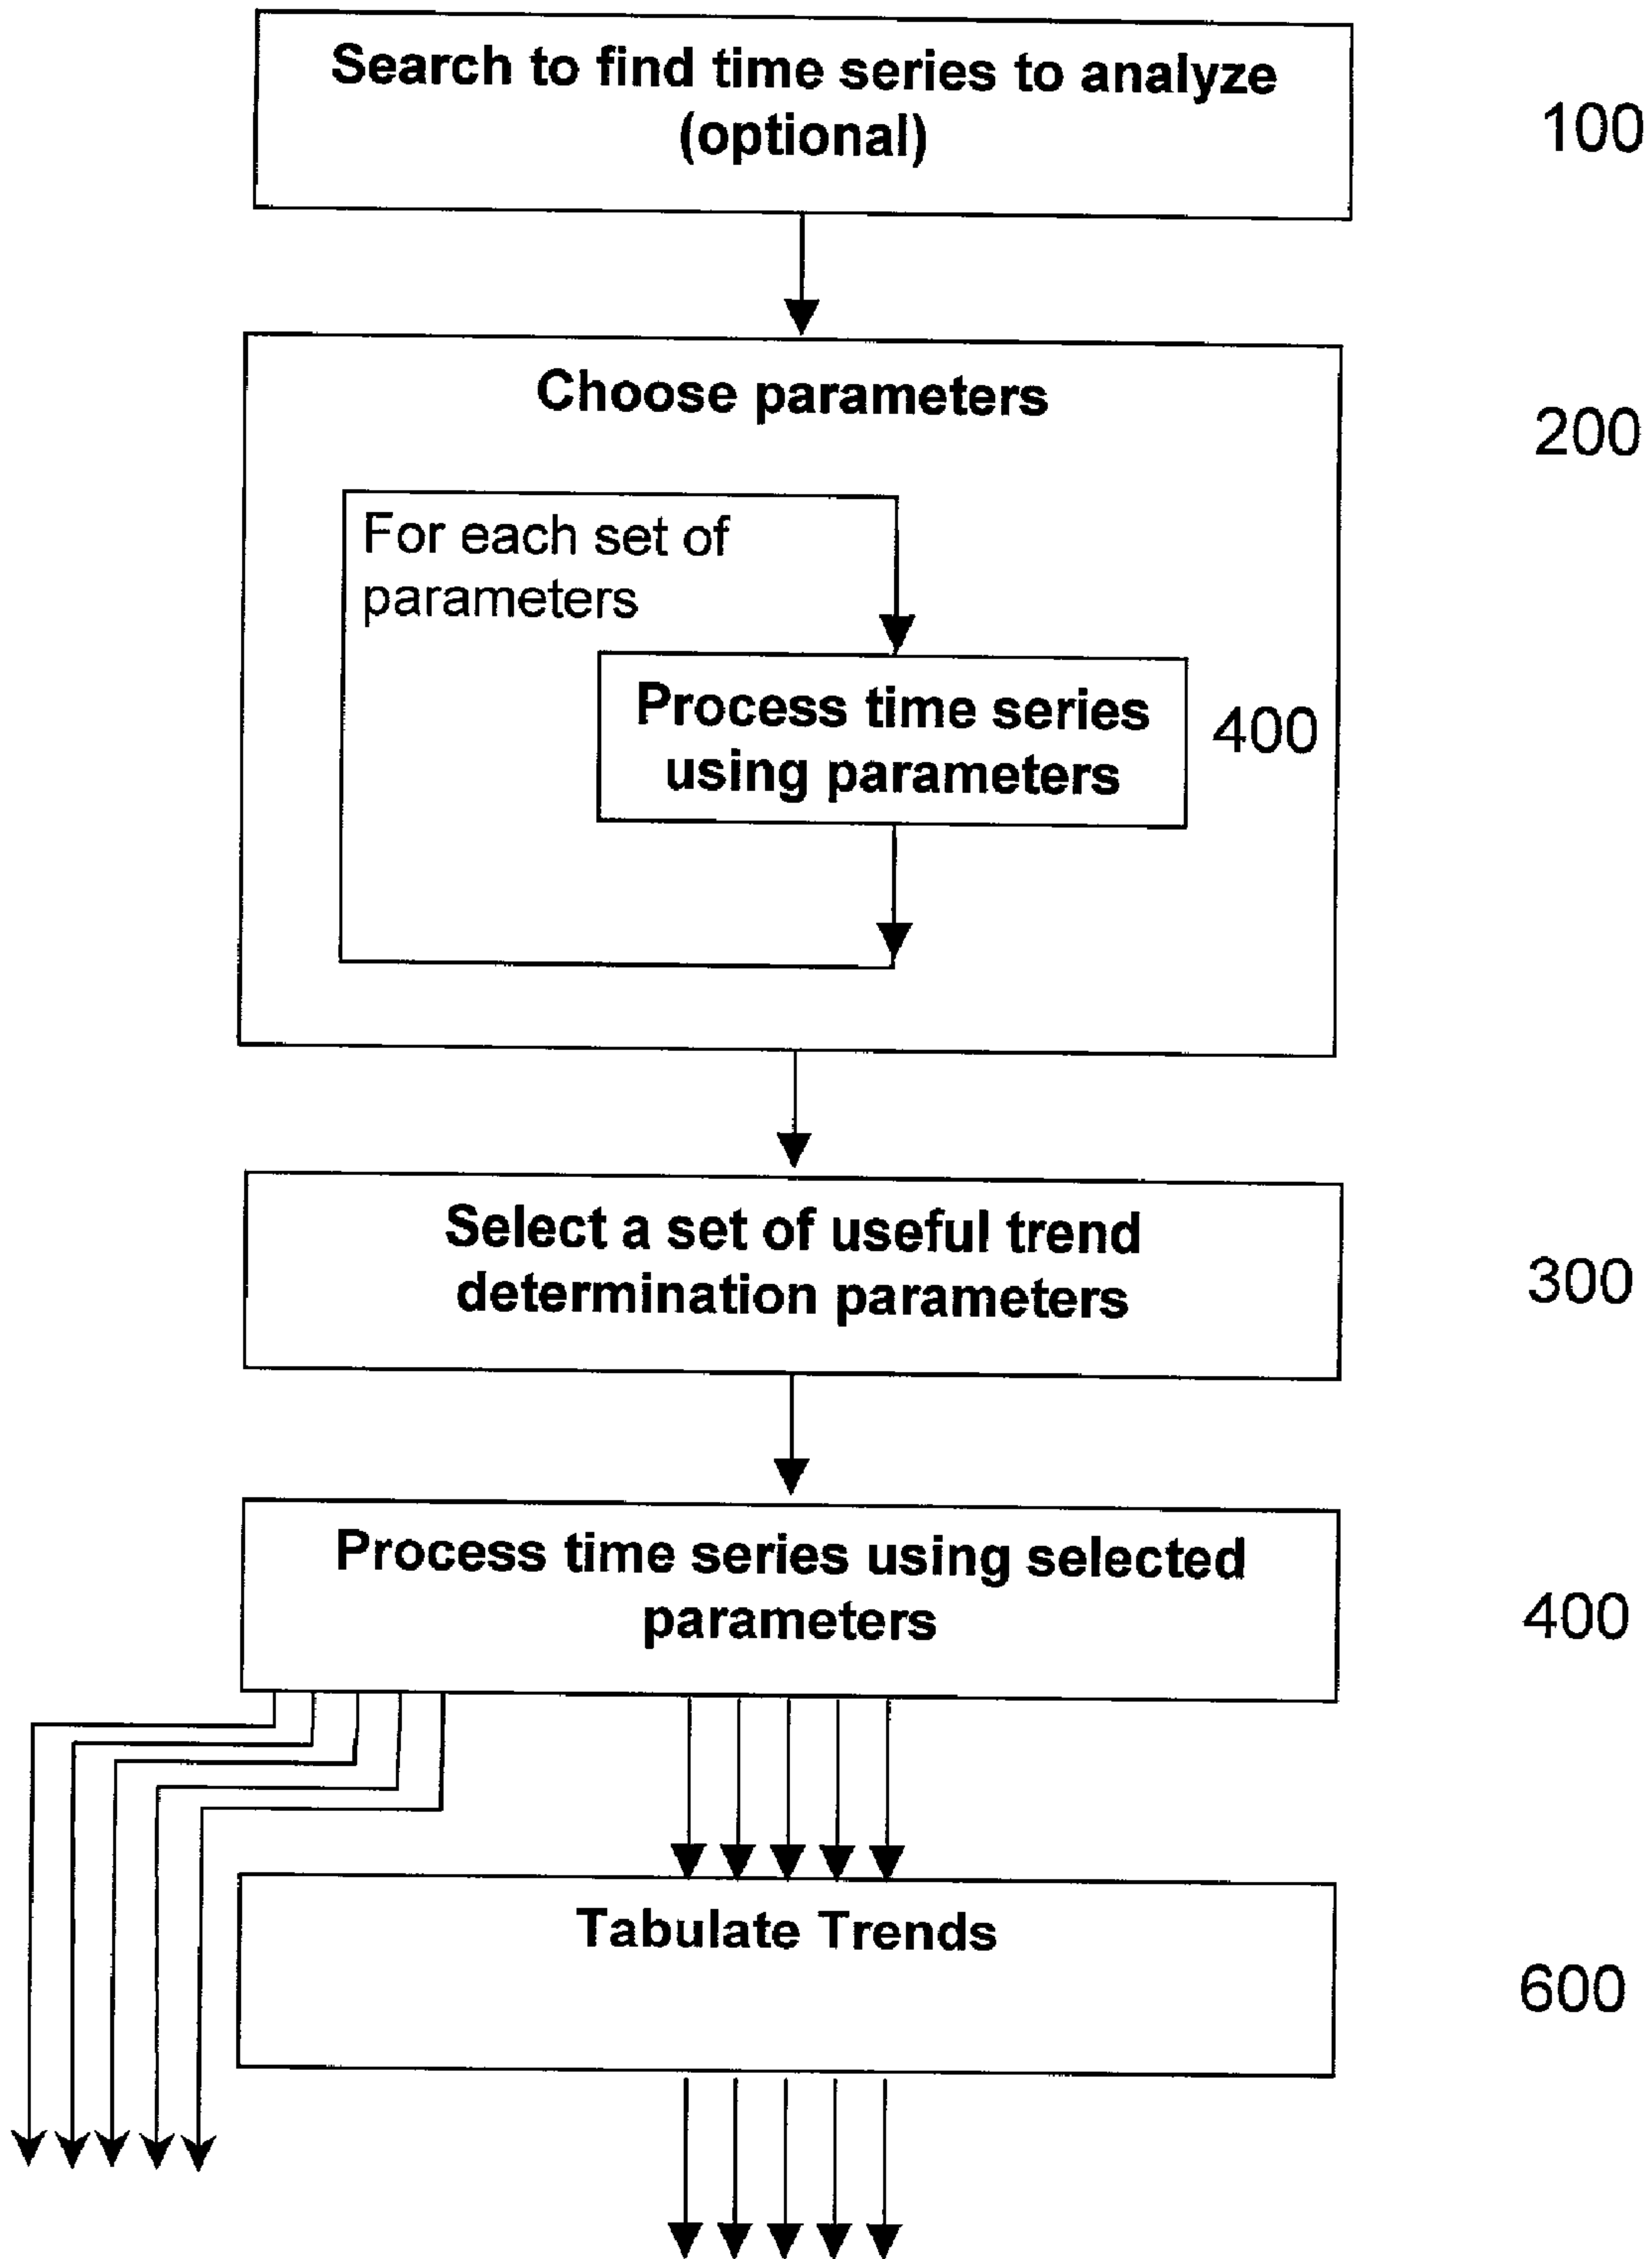 Search to find time series to analyze
(optional)
100
Choose parameters
200
For each set of
parameters
Process time series
using parameters
400
Select a set of useful trend
determination parameters
300
Process time series using selected
parameters
400
Tabulate Trends
600